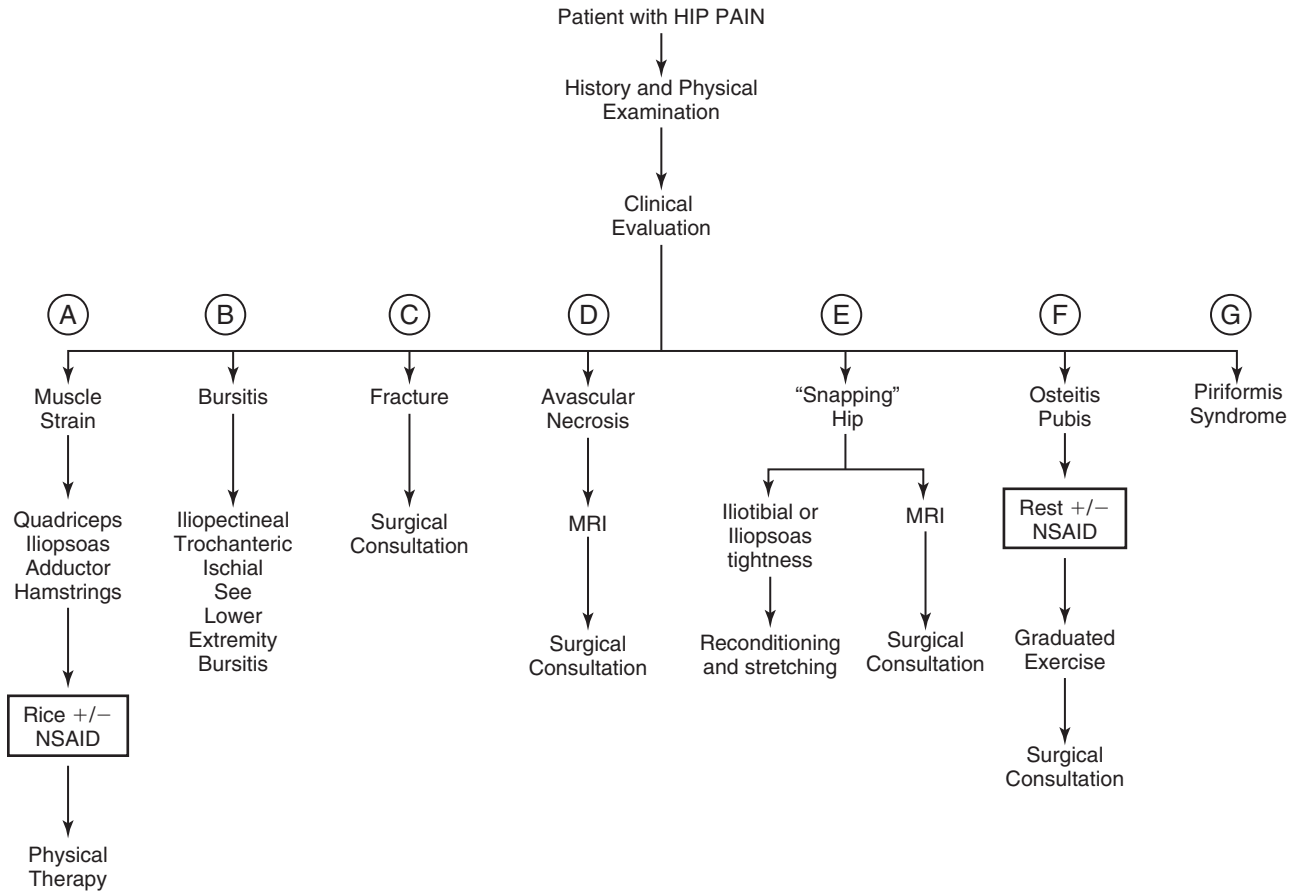 Patient with HIP PAIN
History and Physical
Examination
Clinical
Evaluation
A
B
C
D
E
F
G
Muscle
Strain
Quadriceps
Iliopsoas
Adductor
Hamstrings
Rice +/−
NSAID
Physical
Therapy
Bursitis
Iliopectineal
Trochanteric
Ischial
See
Lower
Extremity
Bursitis
Fracture
Surgical
Consultation
Avascular
Necrosis
MRI
Surgical
Consultation
“Snapping”
Hip
Iliotibial or
Iliopsoas
tightness
Reconditioning
and stretching
MRI
Surgical
Consultation
Osteitis
Pubis
Rest +/−
NSAID
Graduated
Exercise
Surgical
Consultation
Piriformis
Syndrome